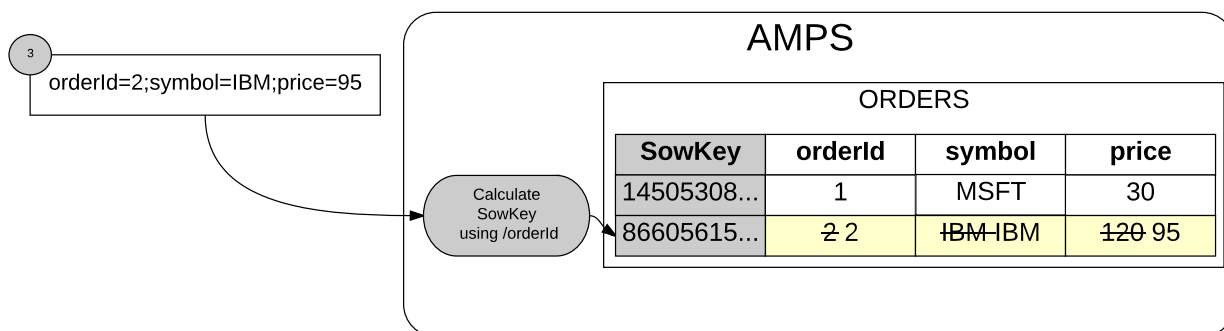 AMPS
3
orderId=2;symbol=IBM;price=95
ORDERS
SowKey orderId symbol price
14505308... 1 MSFT 30
Calculate
SowKey
using /orderId
86605615... 2 2 IBM IBM 120 95